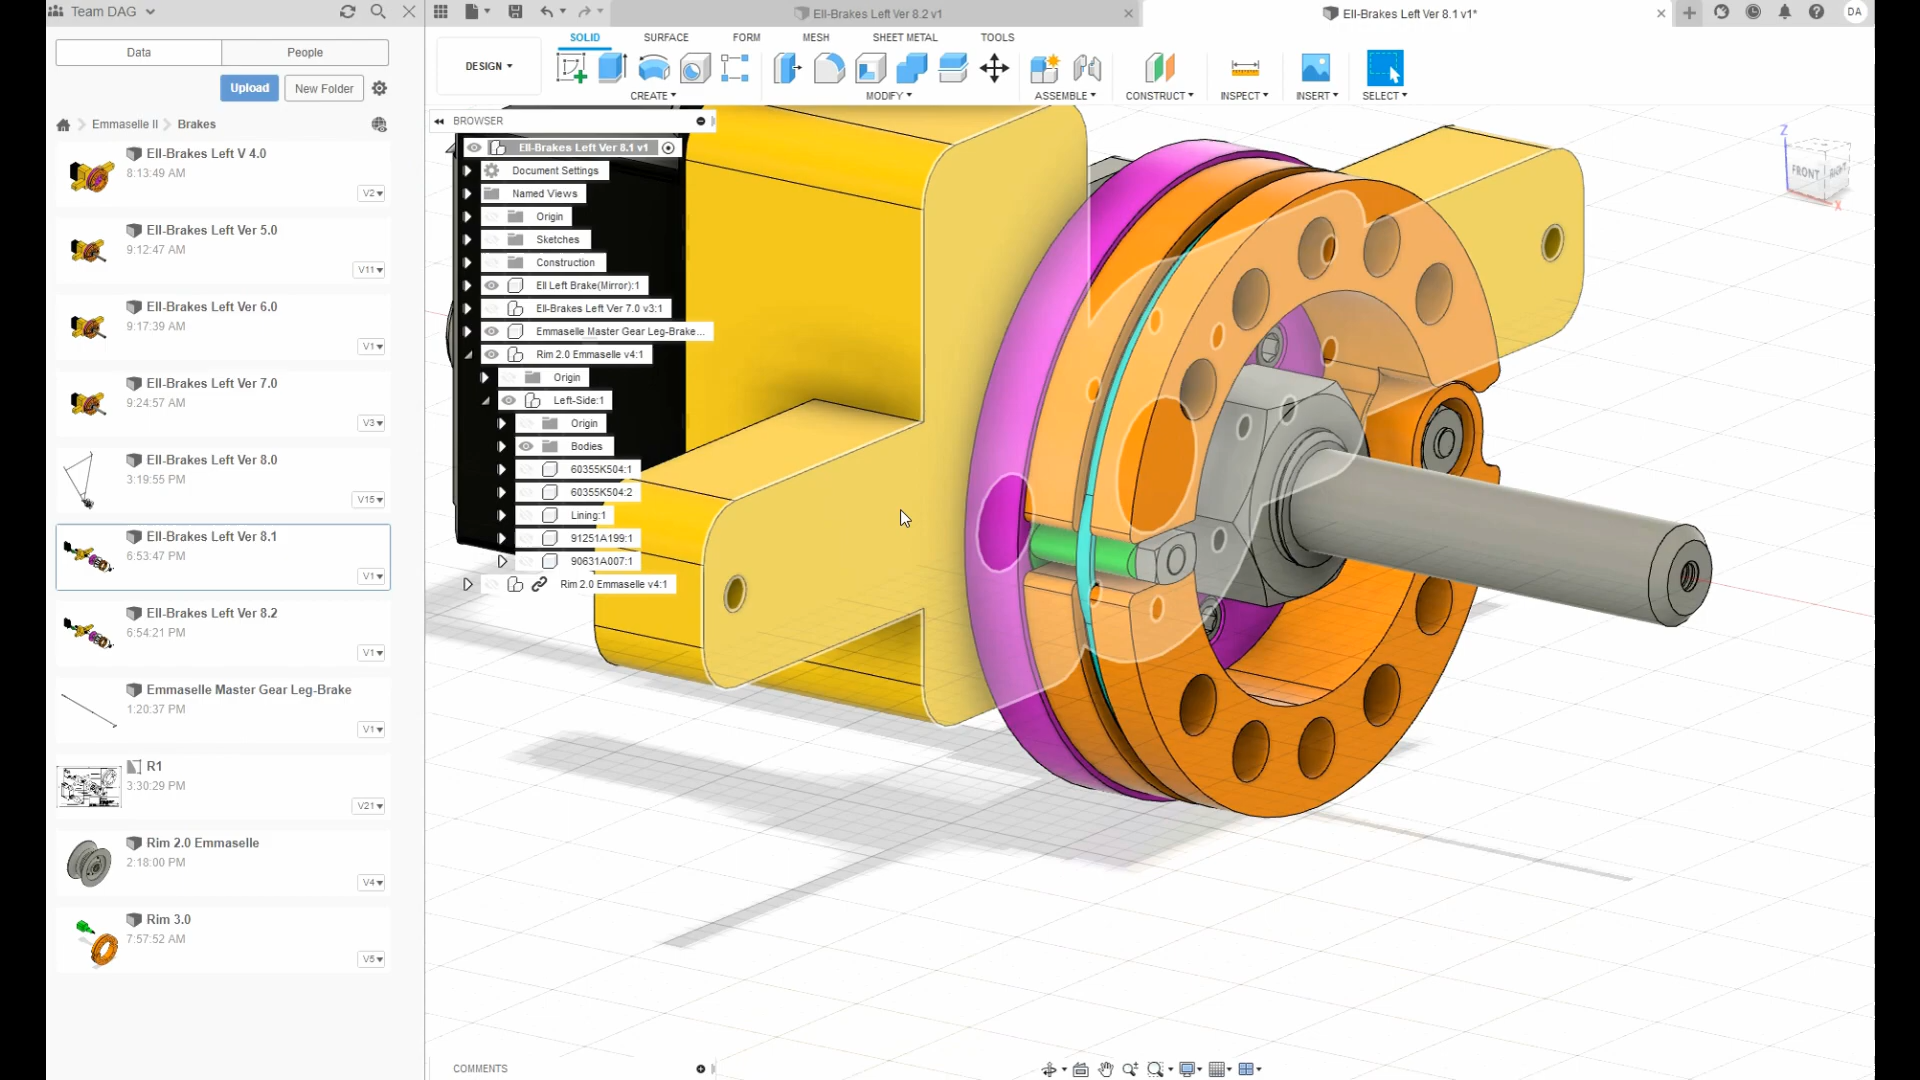 Team DAG
Ell-Brakes Left Ver 8.2 v1
Ell-Brakes Left Ver 8.1 v1*
DA
Data
People
Upload
New Folder
Emmaselle II
Brakes
Ell-Brakes Left V 4.0
8:13:49 AM
V2
Ell-Brakes Left Ver 5.0
9:12:47 AM
V11
Ell-Brakes Left Ver 6.0
9:17:39 AM
V1
Ell-Brakes Left Ver 7.0
9:24:57 AM
V3
Ell-Brakes Left Ver 8.0
3:19:55 PM
V15
Ell-Brakes Left Ver 8.1
6:53:47 PM
V1
Ell-Brakes Left Ver 8.2
6:54:21 PM
V1
Emmaselle Master Gear Leg-Brake
1:20:37 PM
V1
R1
3:30:29 PM
V21
Rim 2.0 Emmaselle
2:18:00 PM
V4
Rim 3.0
7:57:52 AM
V5
DESIGN
SOLID
SURFACE
FORM
MESH
SHEET METAL
TOOLS
CREATE
MODIFY
ASSEMBLE
CONSTRUCT
INSPECT
INSERT
SELECT
BROWSER
Ell-Brakes Left Ver 8.1 v1
Document Settings
Named Views
Origin
Sketches
Construction
Ell Left Brake(Mirror):1
Ell-Brakes Left Ver 7.0 v3:1
Emmaselle Master Gear Leg-Brake...
Rim 2.0 Emmaselle v4:1
Origin
Left-Side:1
Origin
Bodies
60355K504:1
60355K504:2
Lining:1
91251A199:1
90631A007:1
Rim 2.0 Emmaselle v4:1
Z
FRONT
RIGHT
X
COMMENTS